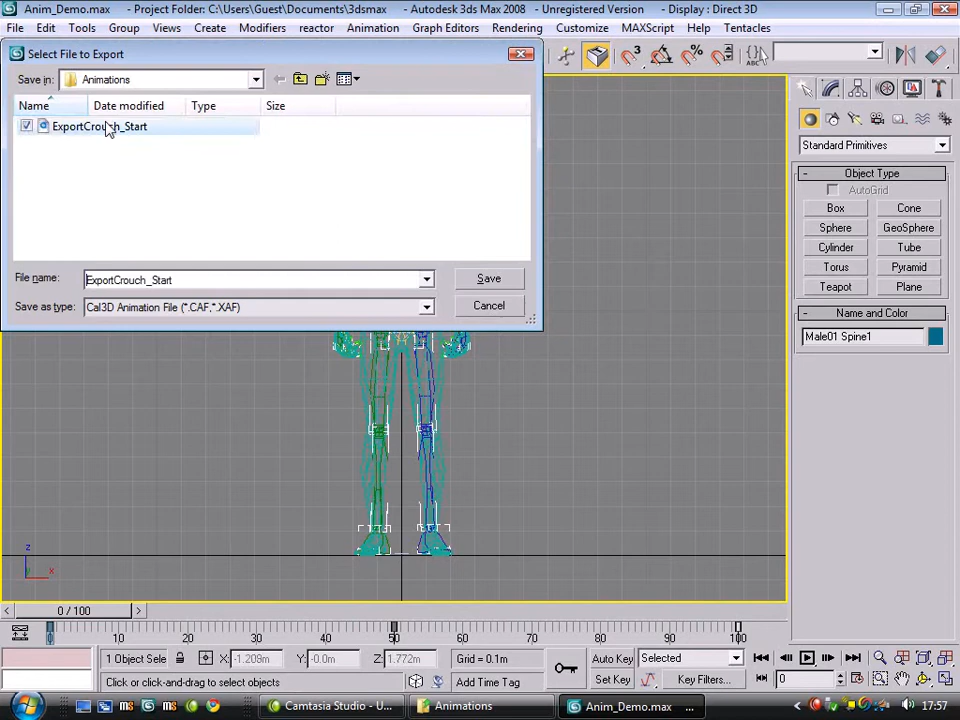 Anim_Demo.max - Project Folder: C:\Users\Guest\Documents\3dsmax - Autodesk 3ds Max 2008 - Unregistered Version - Display : Direct 3D
File Edit Tools Group Views Create Modifiers reactor Animation Graph Editors Rendering Customize MAXScript Help Tentacles
Select File to Export
Save in: Animations
Name Date modified Type Size
ExportCrouch_Start
File name: ExportCrouch_Start Save
Save as type: Cal3D Animation File (*.CAF,*.XAF) Cancel
3 % {} ABC
Standard Primitives
- Object Type
AutoGrid
Box Cone
Sphere GeoSphere
Cylinder Tube
Torus Pyramid
Teapot Plane
- Name and Color
Male01 Spine1
z
y x
< 0 / 100 >
0 10 20 30 40 50 60 70 80 90 100
1 Object Sele X: -1.209m Y: -0.0m Z: 1.772m Grid = 0.1m Auto Key Selected
Click or click-and-drag to select objects Add Time Tag Set Key Key Filters... 0
Camtasia Studio - U... Animations Anim_Demo.max ... 17:57